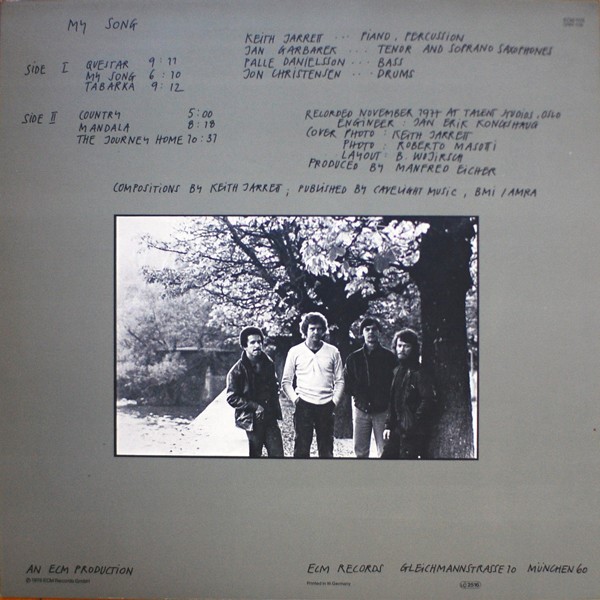 MY SONG
KEITH JARRETT ... PIANO, PERCUSSION
JAN GARBAREK ... TENOR AND SOPRANO SAXOPHONES
PALLE DANIELSSON ... BASS
JON CHRISTENSEN ... DRUMS
SIDE I QUESTAR 9:11
MY SONG 6:10
TABARKA 9:12
SIDE II COUNTRY 5:00
MANDALA 8:18
THE JOURNEY HOME 10:37
RECORDED NOVEMBER 1977 AT TALENT STUDIOS, OSLO
ENGINEER: JAN ERIK KONGSHAUG
COVER PHOTO: KEITH JARRETT
PHOTO: ROBERTO MASOTTI
LAYOUT: B. WOJIRSCH
PRODUCED BY MANFRED EICHER
COMPOSITIONS BY KEITH JARRETT; PUBLISHED BY CAVELIGHT MUSIC, BMI/AMRA
AN ECM PRODUCTION
ECM RECORDS GLEICHMANNSTRASSE 10 MÜNCHEN 60
℗ 1978 ECM Records GmbH
Printed in W. Germany